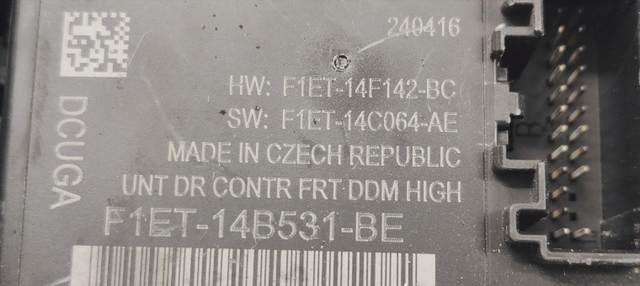 240416
HW: F1ET-14F142-BC
SW: F1ET-14C064-AE
MADE IN CZECH REPUBLIC
UNT DR CONTR FRT DDM HIGH
F1ET-14B531-BE
DCUGA